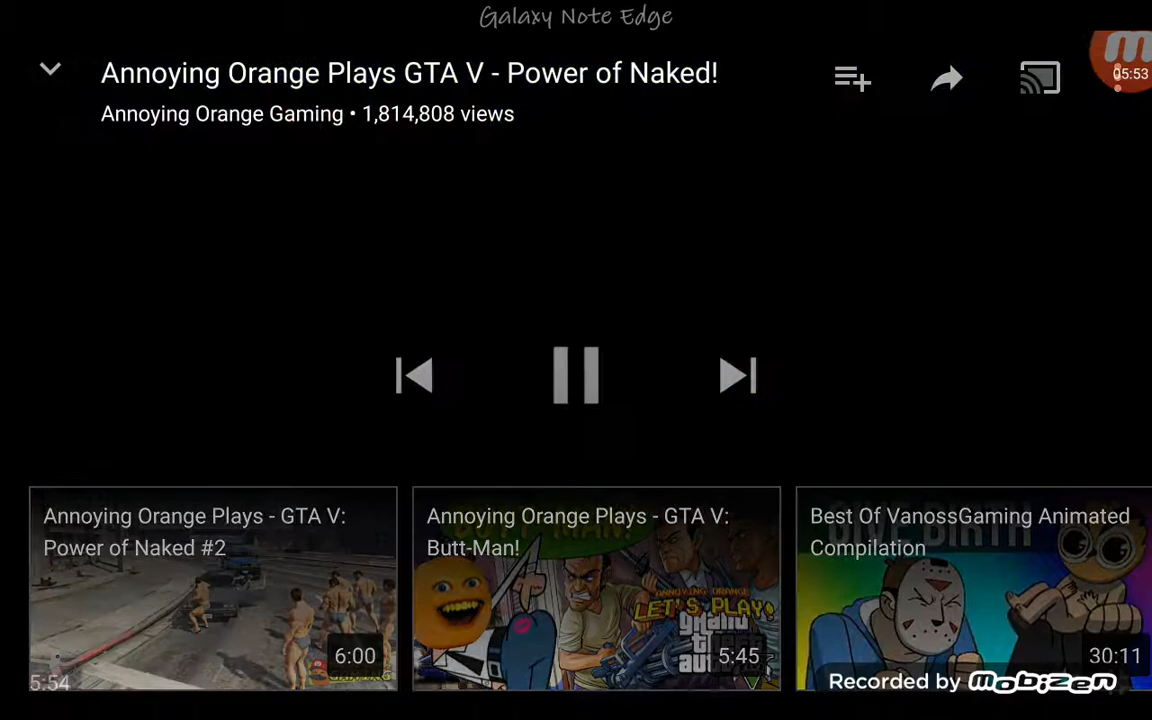 Galaxy Note Edge
Annoying Orange Plays GTA V - Power of Naked!
Annoying Orange Gaming • 1,814,808 views
05:53
Annoying Orange Plays - GTA V:
Power of Naked #2
6:00
5:54
Annoying Orange Plays - GTA V:
Butt-Man!
ANNOYING ORANGE
LET'S PLAY!
5:45
Best Of VanossGaming Animated
Compilation
30:11
Recorded by mobizen